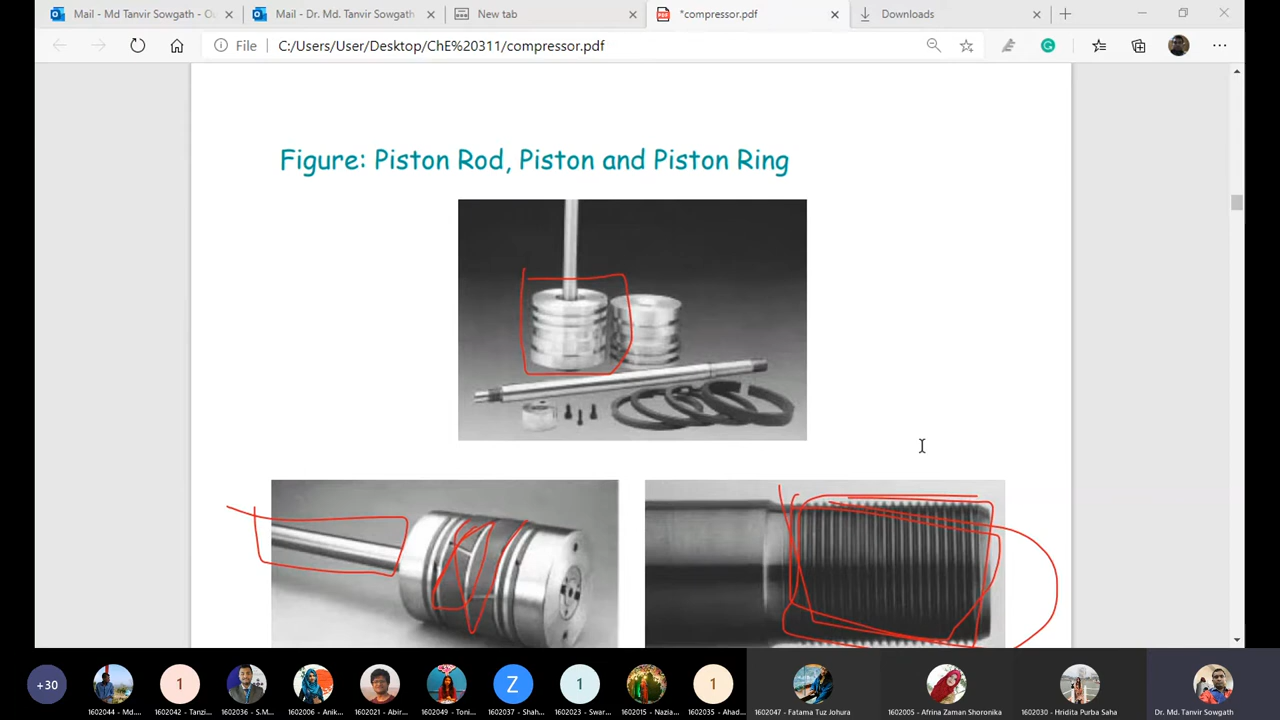 Mail - Md Tanvir Sowgath - Ou
Mail - Dr. Md. Tanvir Sowgath
New tab
*compressor.pdf
Downloads
File
C:/Users/User/Desktop/ChE%20311/compressor.pdf
Figure: Piston Rod, Piston and Piston Ring
+30
1
Z
1
1
1602044 - Md....
1602042 - Tanzi...
1602036 - S.M...
1602006 - Anik...
1602021 - Abir...
1602049 - Toni...
1602037 - Shah...
1602023 - Swar...
1602015 - Nazia...
1602035 - Ahad...
1602047 - Fatama Tuz Johura
1602005 - Afrina Zaman Shoronika
1602030 - Hridita Purba Saha
Dr. Md. Tanvir Sowgath